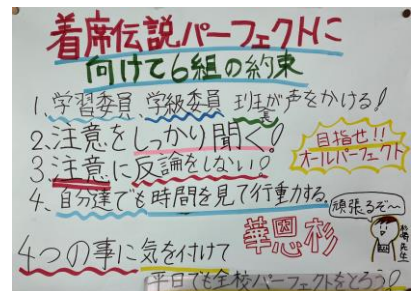 着席伝説パーフェクトに
向けて6組の約束
1. 学習委員 学級委員 班長が声をかける!
2.注意をしっかり聞く!
3.注意に反論をしない!
4. 自分達でも時間を見て行動する。
目指せ!!
オールパーフェクト
頑張るぞ〜
4つの事に気を付けて
平日でも全校パーフェクトをとろう!